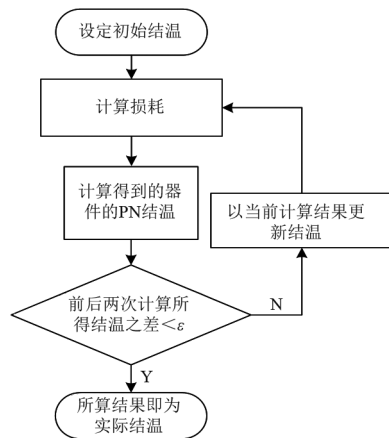 设定初始结温
计算损耗
计算得到的器
件的PN结温
以当前计算结果更
新结温
前后两次计算所
得结温之差<ε
N
Y
所算结果即为
实际结温